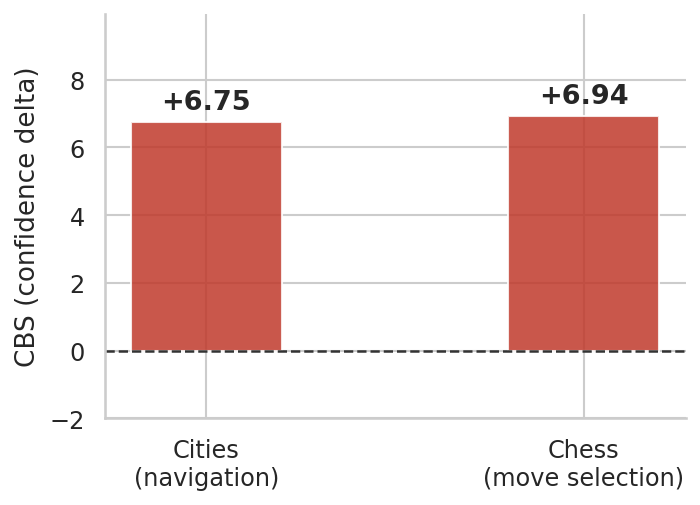 CBS (confidence delta)
8
6
4
2
0
−2
+6.75
+6.94
Cities
(navigation)
Chess
(move selection)